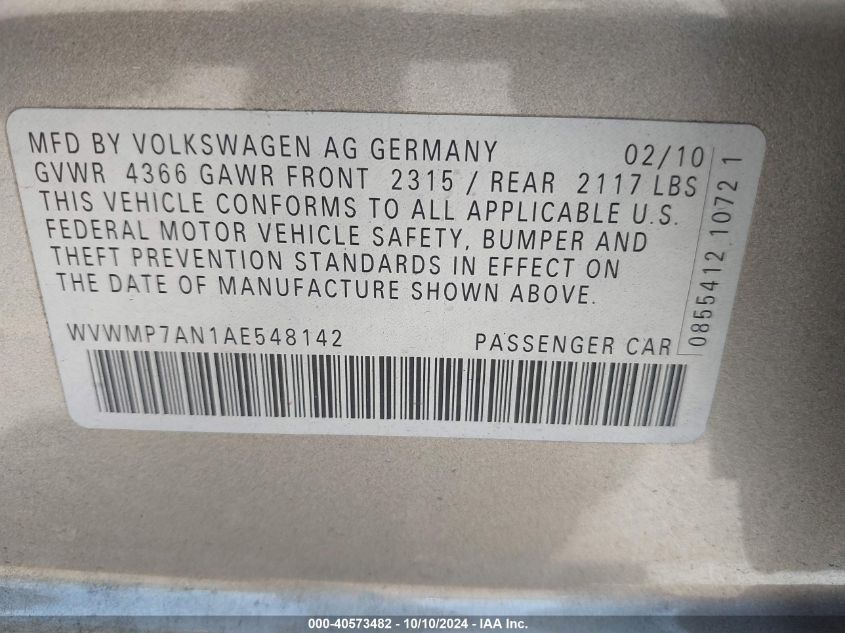 MFD BY VOLKSWAGEN AG GERMANY 02/10
GVWR 4366 GAWR FRONT 2315 / REAR 2117 LBS
THIS VEHICLE CONFORMS TO ALL APPLICABLE U.S.
FEDERAL MOTOR VEHICLE SAFETY, BUMPER AND
THEFT PREVENTION STANDARDS IN EFFECT ON
THE DATE OF MANUFACTURE SHOWN ABOVE.
WVWMP7AN1AE548142 PASSENGER CAR
0855412 1072 1
000-40573482 - 10/10/2024 - IAA Inc.